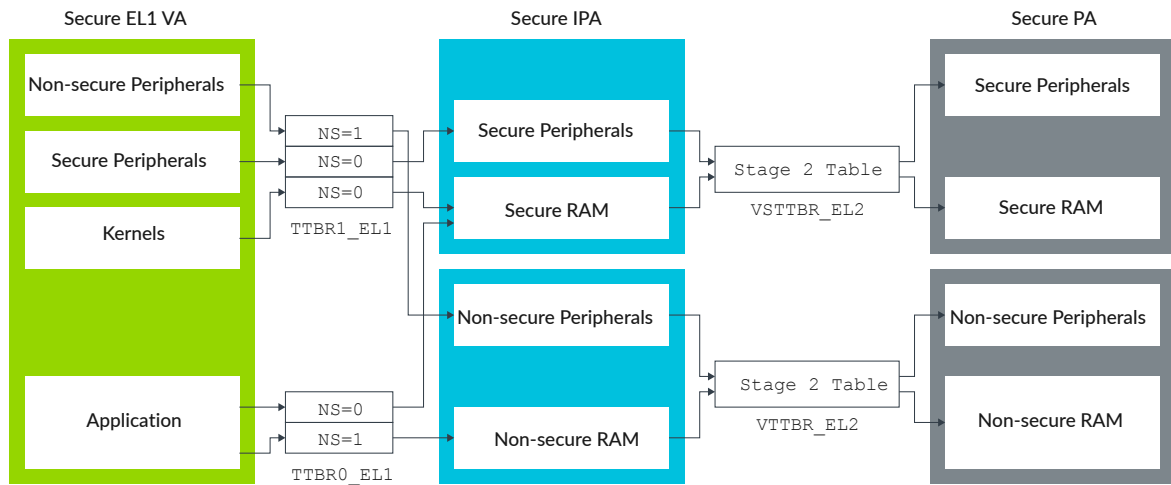 Secure EL1 VA
Secure IPA
Secure PA
Non-secure Peripherals
Secure Peripherals
Kernels
Application
NS=1
NS=0
NS=0
TTBR1_EL1
NS=0
NS=1
TTBR0_EL1
Secure Peripherals
Secure RAM
Non-secure Peripherals
Non-secure RAM
Stage 2 Table
VSTTBR_EL2
Stage 2 Table
VTTBR_EL2
Secure Peripherals
Secure RAM
Non-secure Peripherals
Non-secure RAM